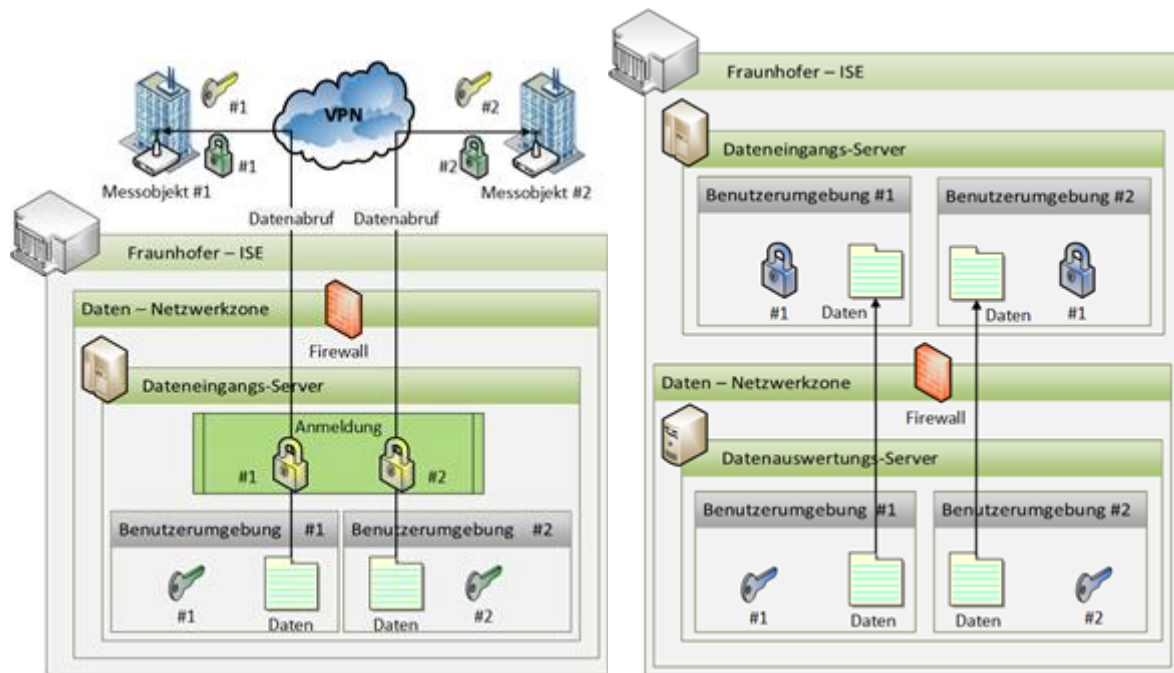 VPN
#1
#2
#1
#2
Messobjekt #1
Messobjekt #2
Datenabruf
Datenabruf
Fraunhofer – ISE
Daten – Netzwerkzone
Firewall
Dateneingangs-Server
Anmeldung
#1
#2
Benutzerumgebung #1
Benutzerumgebung #2
#1
#2
Daten
Daten
Fraunhofer – ISE
Dateneingangs-Server
Benutzerumgebung #1
Benutzerumgebung #2
#1
Daten
Daten
#1
Daten – Netzwerkzone
Firewall
Datenauswertungs-Server
Benutzerumgebung #1
Benutzerumgebung #2
#1
Daten
Daten
#2